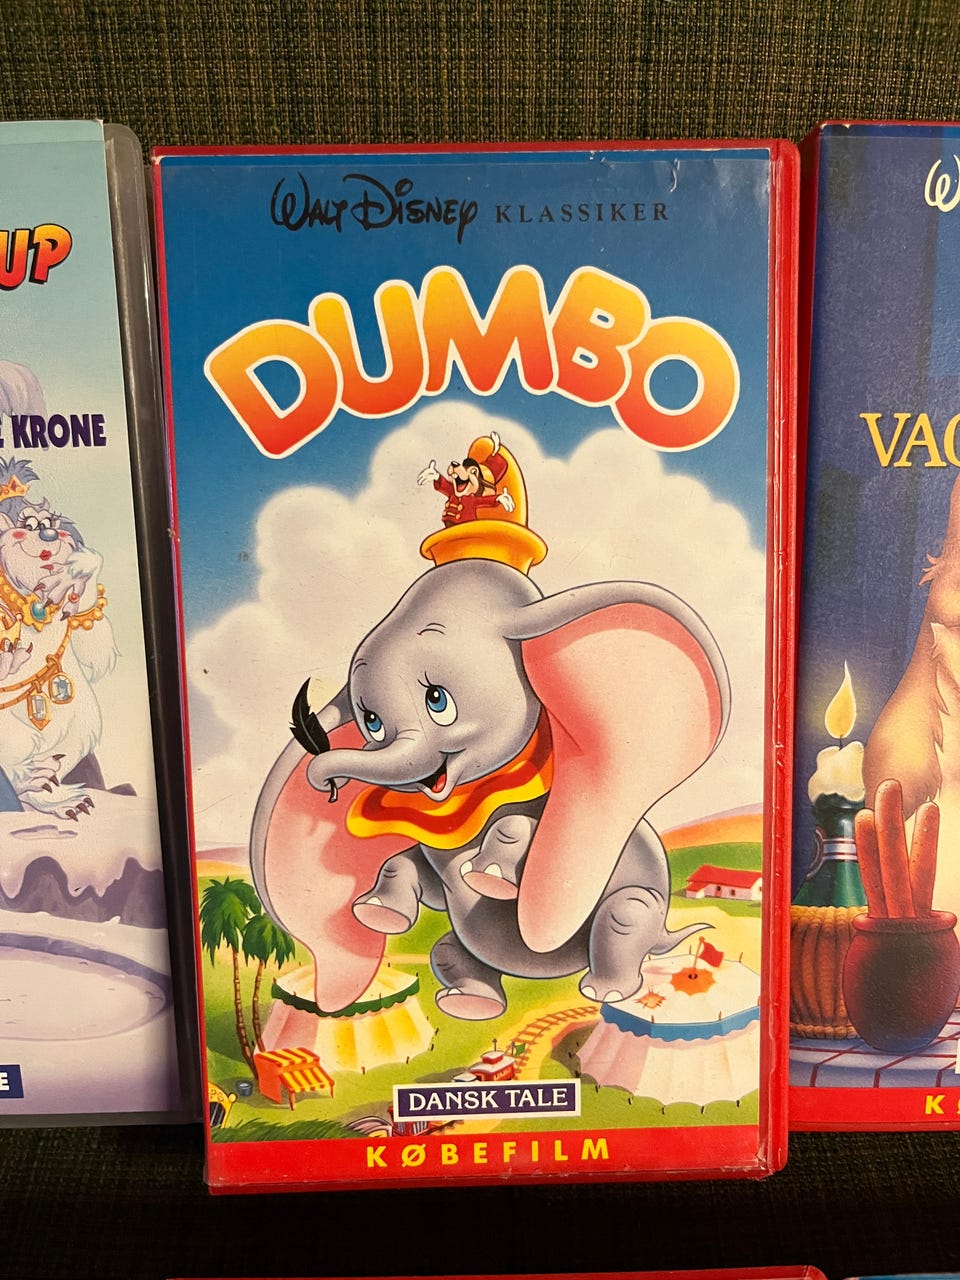 WALT DISNEY KLASSIKER
DUMBO
DANSK TALE
KØBEFILM
UP
KRONE
VAG
K